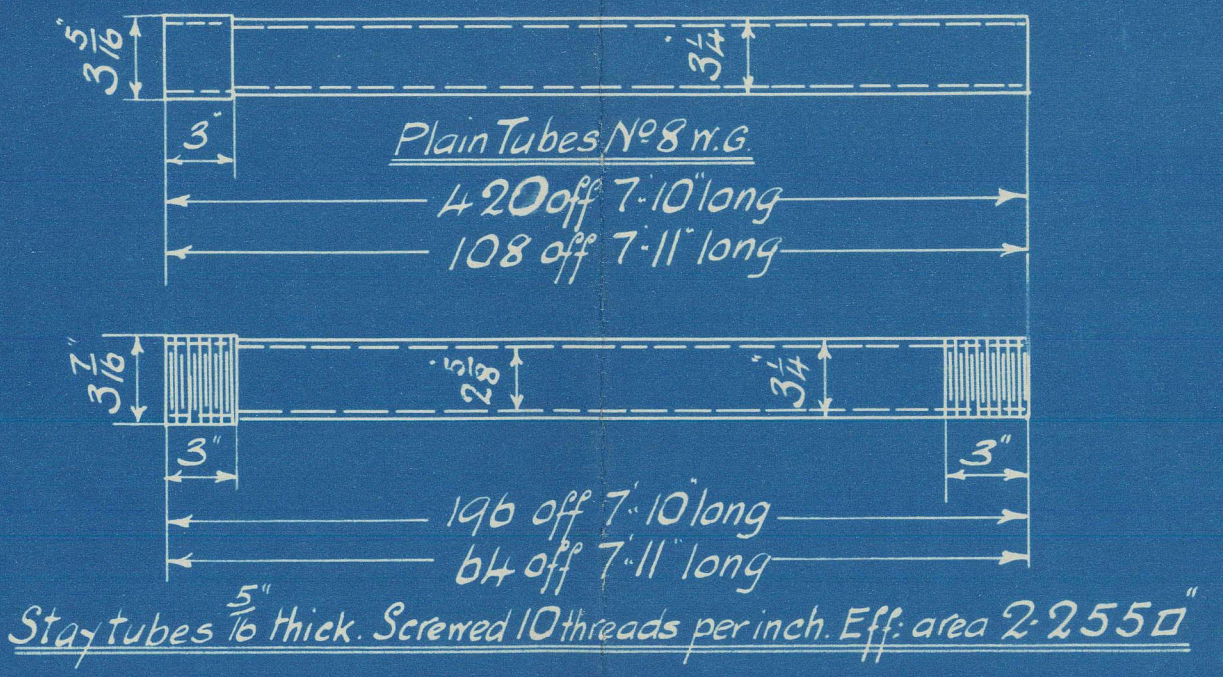 3 5/16"
3 1/4"
3"
Plain Tubes Nº 8 W.G.
420 off 7'-10" long
108 off 7'-11" long
3 7/16"
2 5/8"
3 1/4"
3"
3"
196 off 7'-10" long
64 off 7'-11" long
Stay tubes 5/16" thick. Screwed 10 threads per inch. Eff: area 2·255□"